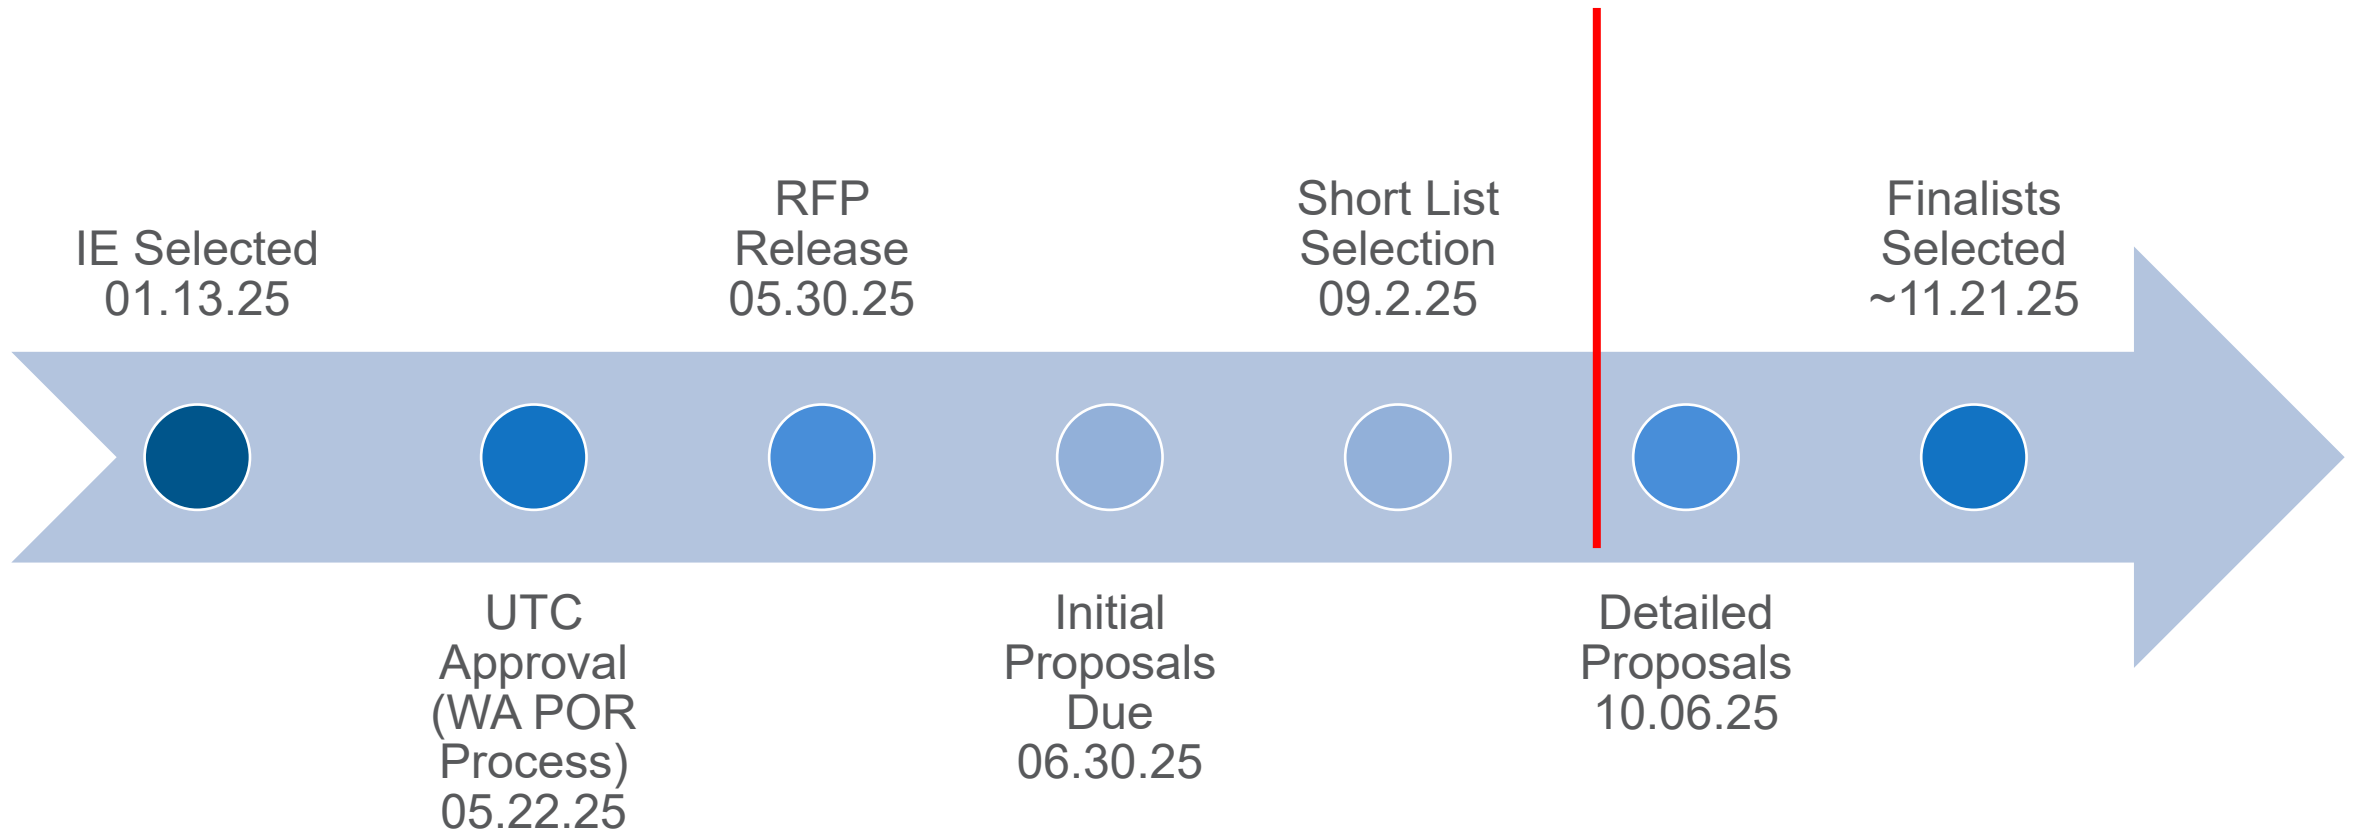 IE Selected
01.13.25
UTC
Approval
(WA POR
Process)
05.22.25
RFP
Release
05.30.25
Initial
Proposals
Due
06.30.25
Short List
Selection
09.2.25
Detailed
Proposals
10.06.25
Finalists
Selected
~11.21.25